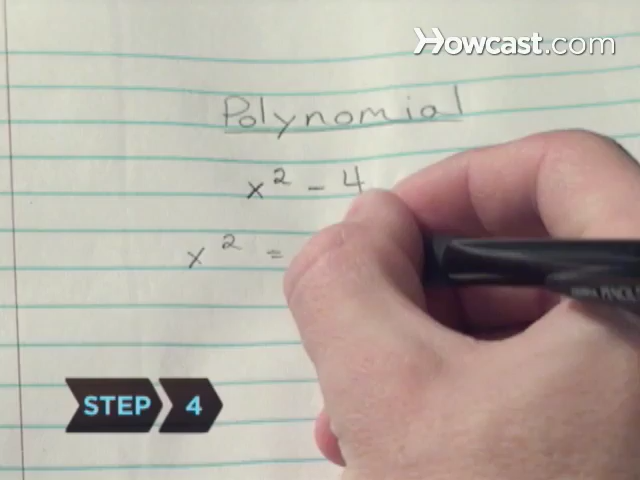 Howcast.com
Polynomial
x² - 4
x² =
STEP 4